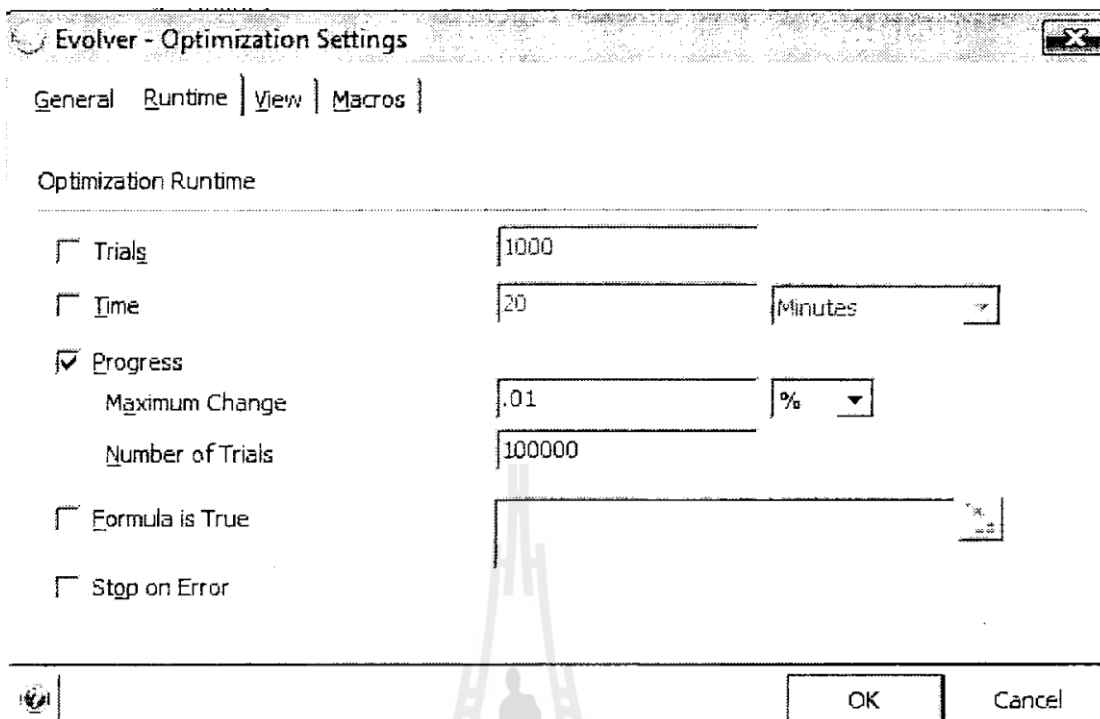 Evolver - Optimization Settings
General Runtime View Macros
Optimization Runtime
Trials 1000
Time 20 Minutes
Progress
Maximum Change .01 %
Number of Trials 100000
Formula is True
Stop on Error
OK Cancel